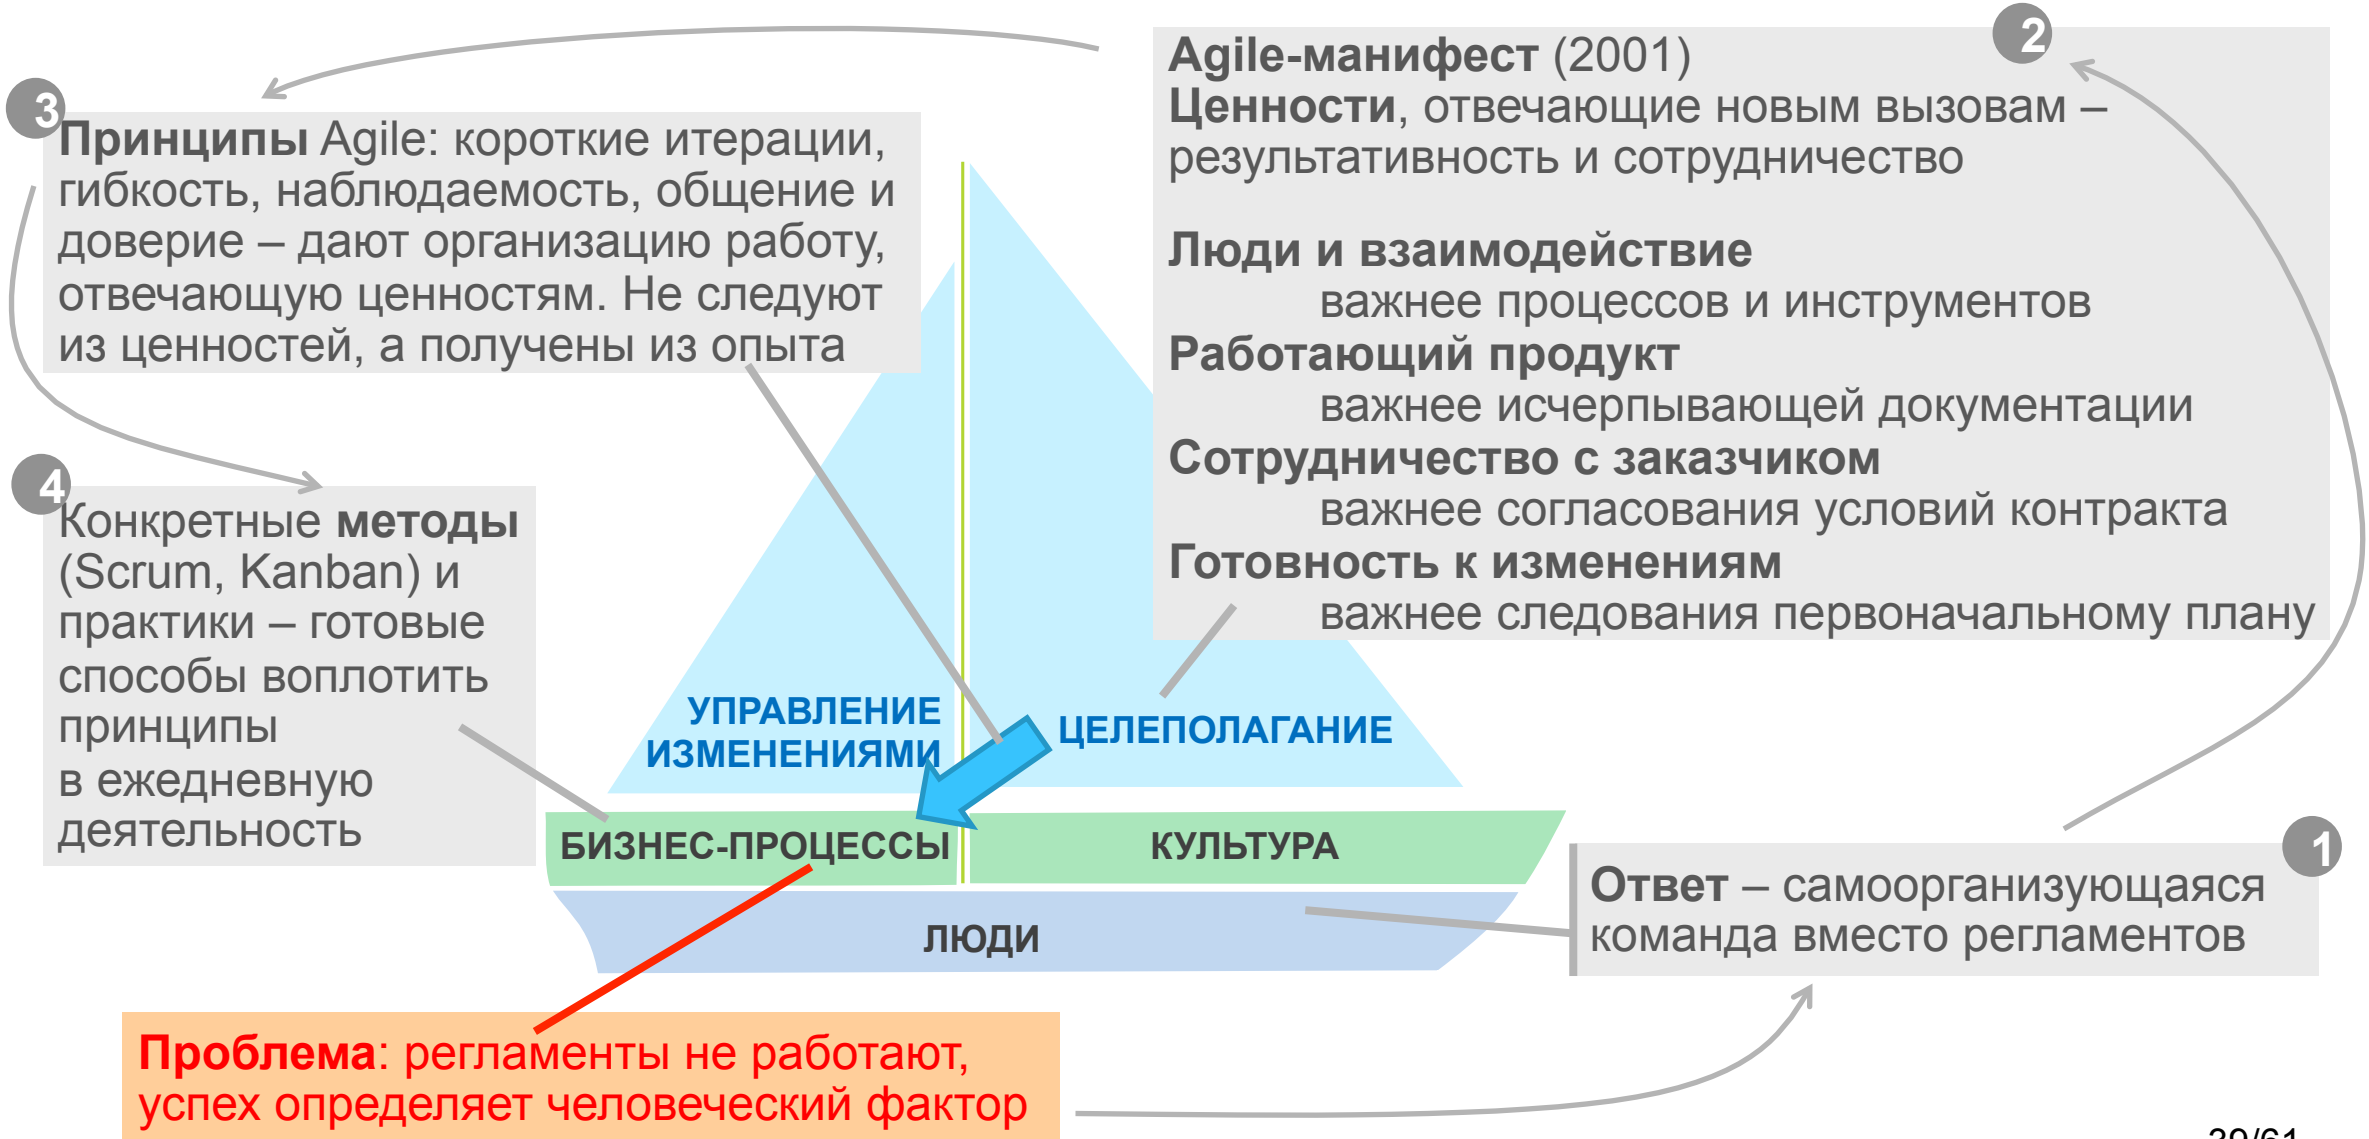 2
Agile-манифест (2001)
Ценности, отвечающие новым вызовам –
результативность и сотрудничество
Люди и взаимодействие
важнее процессов и инструментов
Работающий продукт
важнее исчерпывающей документации
Сотрудничество с заказчиком
важнее согласования условий контракта
Готовность к изменениям
важнее следования первоначальному плану
3
Принципы Agile: короткие итерации,
гибкость, наблюдаемость, общение и
доверие – дают организацию работу,
отвечающую ценностям. Не следуют
из ценностей, а получены из опыта
4
Конкретные методы
(Scrum, Kanban) и
практики – готовые
способы воплотить
принципы
в ежедневную
деятельность
УПРАВЛЕНИЕ
ИЗМЕНЕНИЯМИ
ЦЕЛЕПОЛАГАНИЕ
БИЗНЕС-ПРОЦЕССЫ
КУЛЬТУРА
ЛЮДИ
1
Ответ – самоорганизующаяся
команда вместо регламентов
Проблема: регламенты не работают,
успех определяет человеческий фактор
39/61